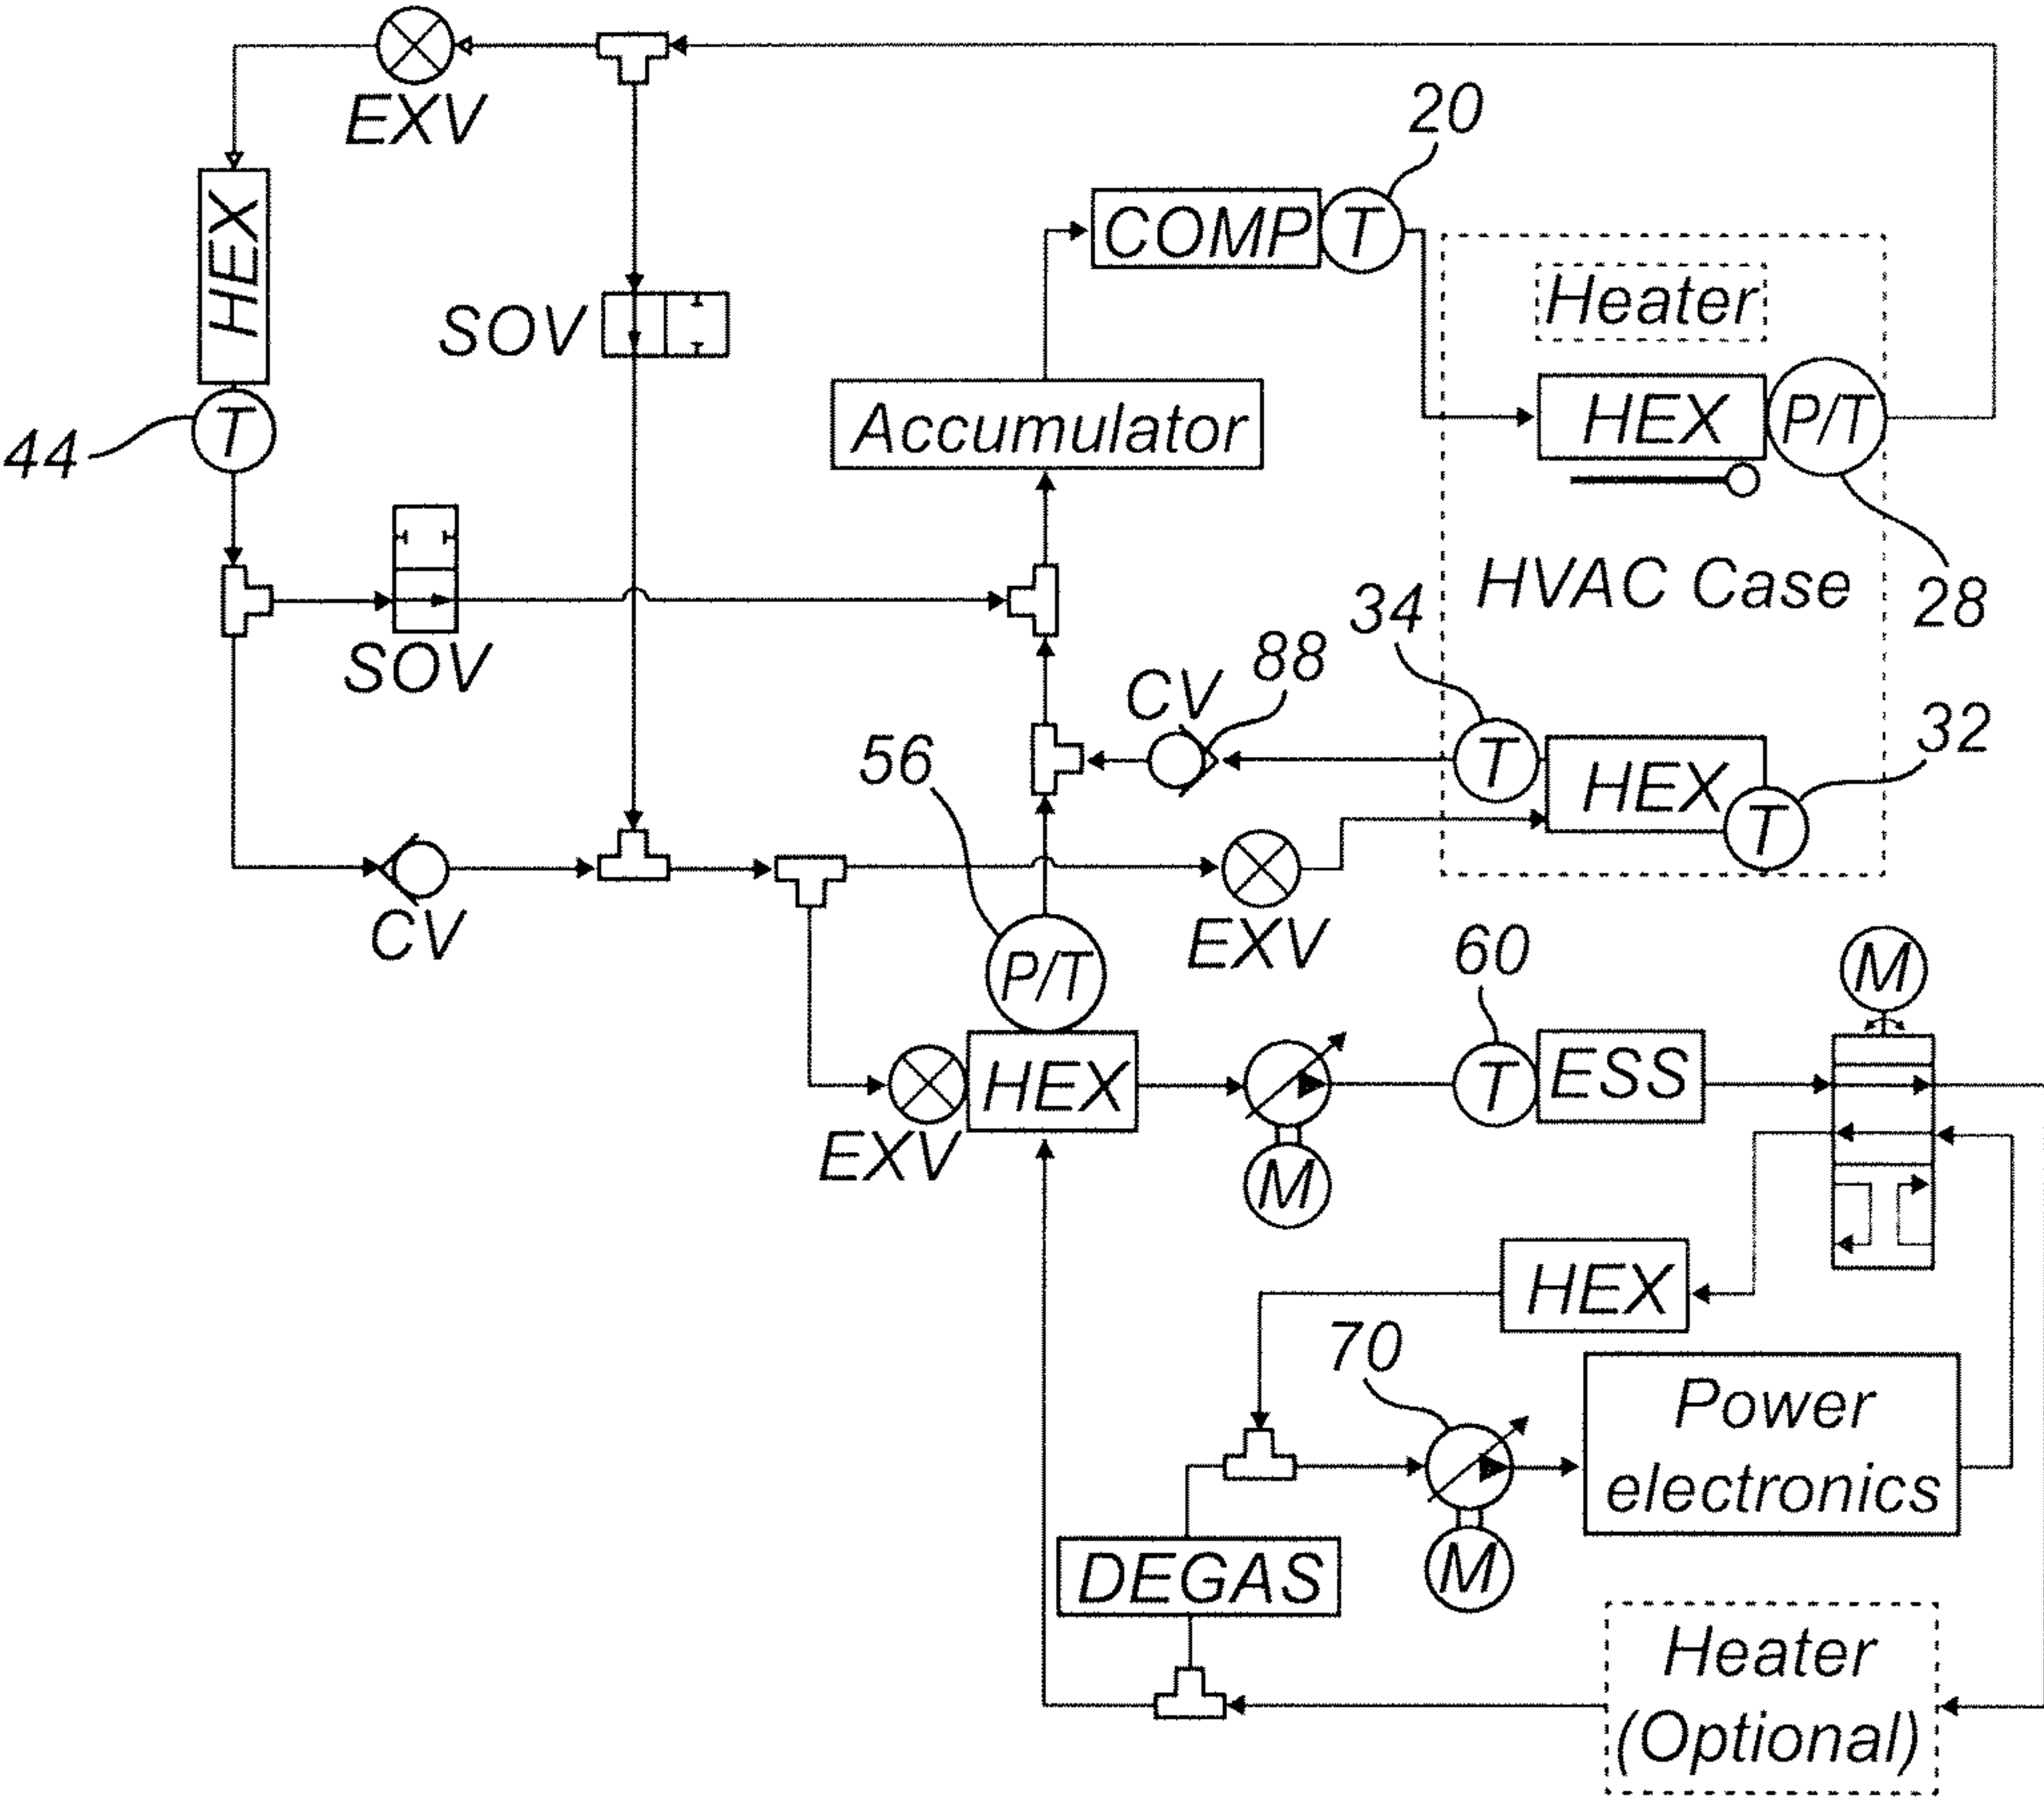 EXV
20
COMP
T
HEX
Heater
SOV
Accumulator
HEX
P/T
44
T
HVAC Case
28
SOV
34
CV
88
T
HEX
32
T
56
CV
EXV
P/T
60
M
EXV
HEX
T
ESS
M
HEX
70
Power
electronics
DEGAS
M
Heater
(Optional)